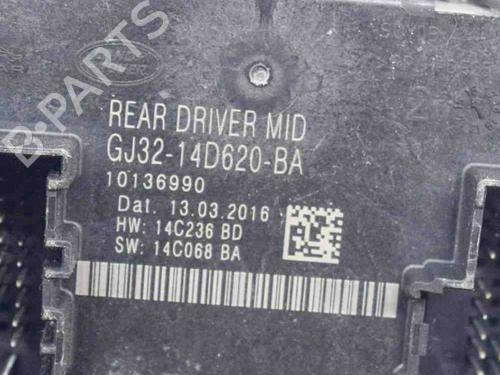 B-PARTS
REAR DRIVER MID
GJ32-14D620-BA
10136990
Dat. 13.03.2016
HW: 14C236 BD
SW: 14C068 BA